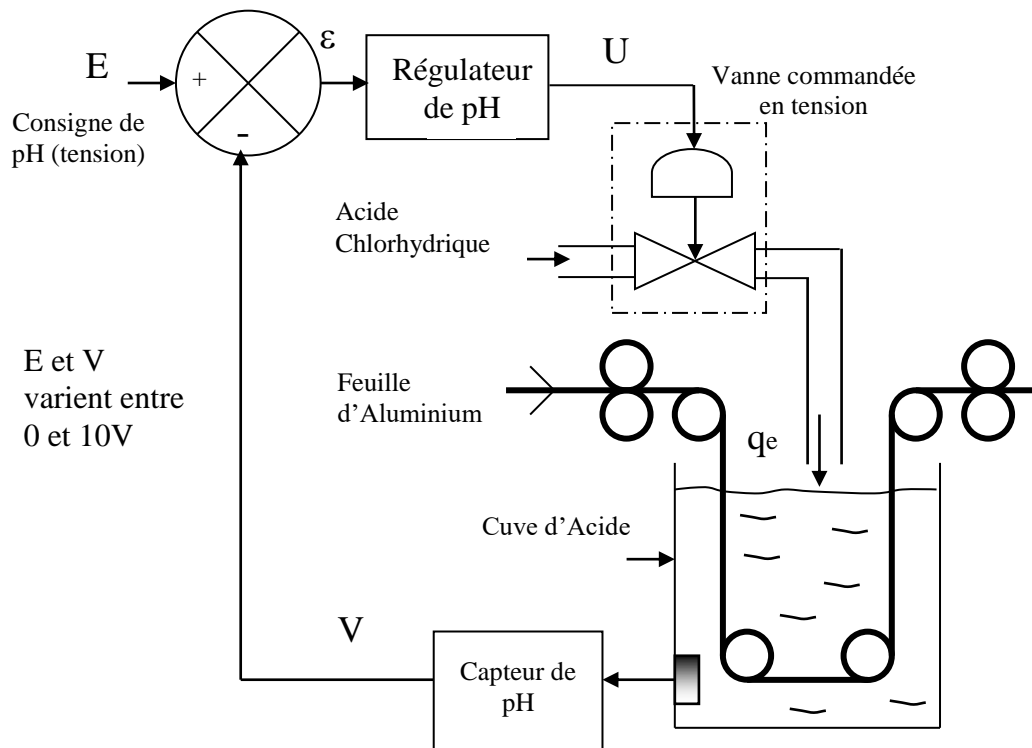 E
+
-
ε
Consigne de
pH (tension)
Régulateur
de pH
U
Vanne commandée
en tension
Acide
Chlorhydrique
E et V
varient entre
0 et 10V
Feuille
d’Aluminium
qe
Cuve d’Acide
V
Capteur de
pH